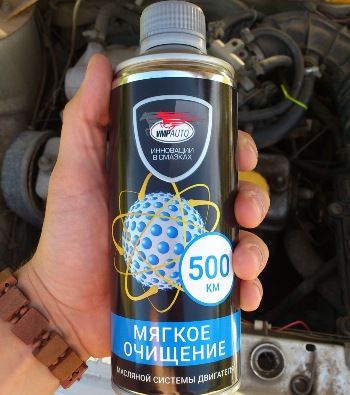 VMPAUTO
ИННОВАЦИИ
В СМАЗКАХ
500
КМ
МЯГКОЕ
ОЧИЩЕНИЕ
МАСЛЯНОЙ СИСТЕМЫ ДВИГАТЕЛЯ